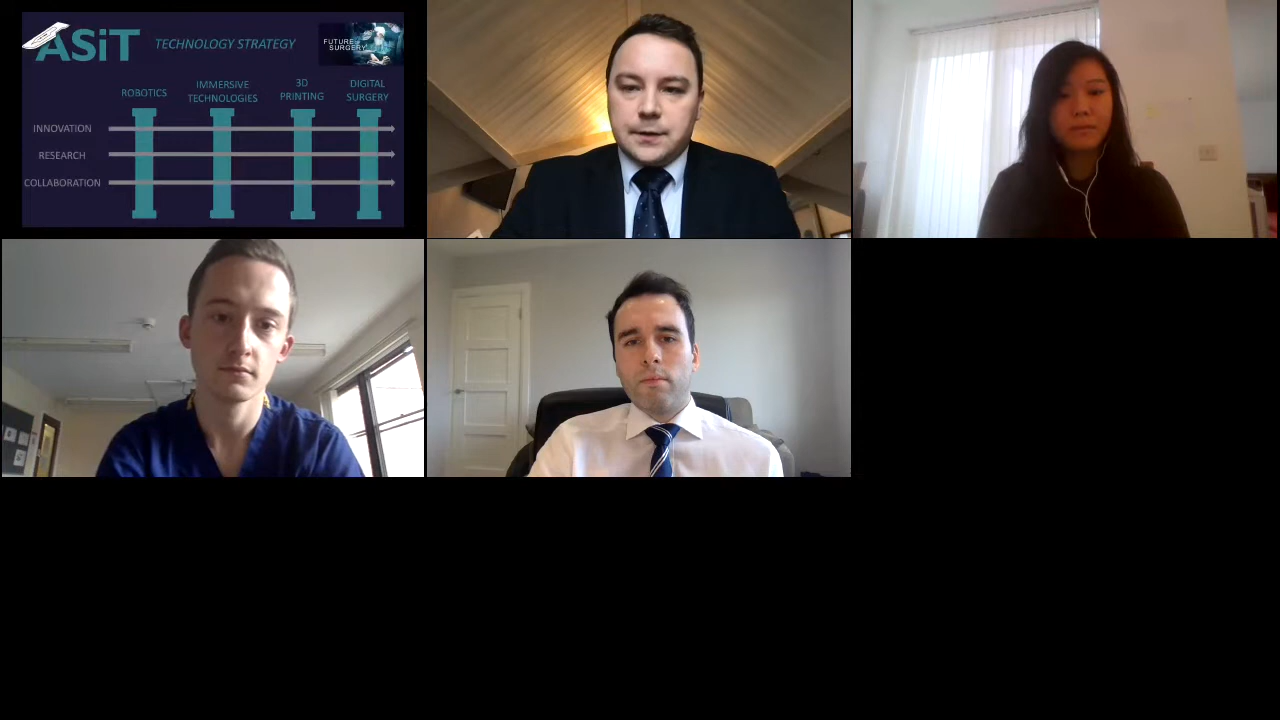 ASiT TECHNOLOGY STRATEGY
FUTURE
SURGERY
ROBOTICS
IMMERSIVE
TECHNOLOGIES
3D
PRINTING
DIGITAL
SURGERY
INNOVATION
RESEARCH
COLLABORATION